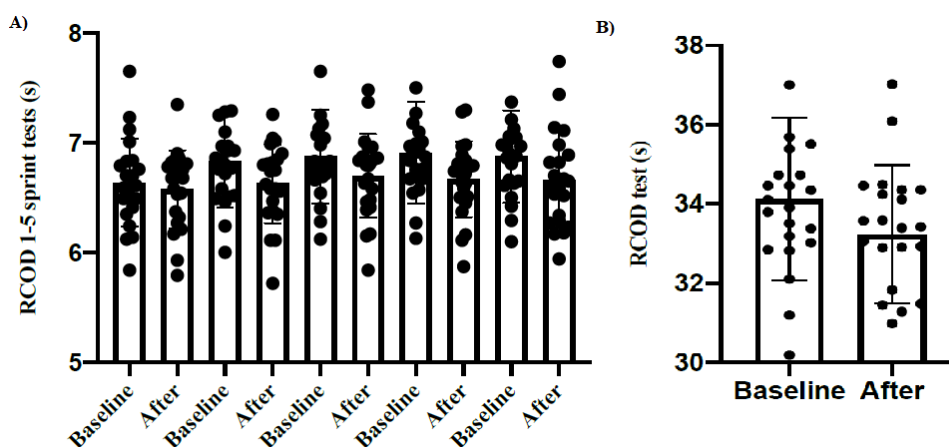 A)
RCOD 1-5 sprint tests (s)
8
7
6
5
Baseline
After
Baseline
After
Baseline
After
Baseline
After
Baseline
After
B)
RCOD test (s)
38
36
34
32
30
Baseline After